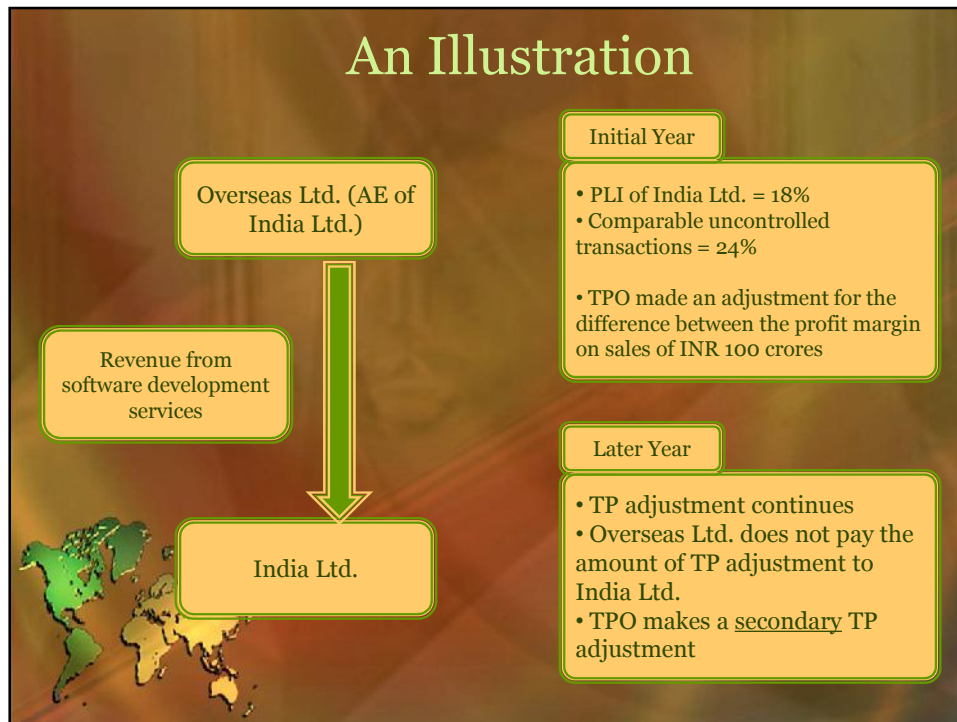 An Illustration
Overseas Ltd. (AE of
India Ltd.)
Revenue from
software development
services
India Ltd.
Initial Year
• PLI of India Ltd. = 18%
• Comparable uncontrolled
transactions = 24%
• TPO made an adjustment for the
difference between the profit margin
on sales of INR 100 crores
Later Year
• TP adjustment continues
• Overseas Ltd. does not pay the
amount of TP adjustment to
India Ltd.
• TPO makes a secondary TP
adjustment